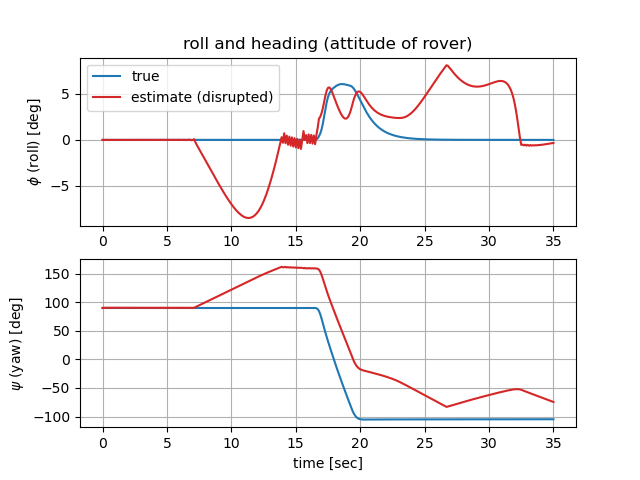 roll and heading (attitude of rover)
true
estimate (disrupted)
ϕ (roll) [deg]
5
0
−5
0 5 10 15 20 25 30 35
ψ (yaw) [deg]
150
100
50
0
−50
−100
0 5 10 15 20 25 30 35
time [sec]